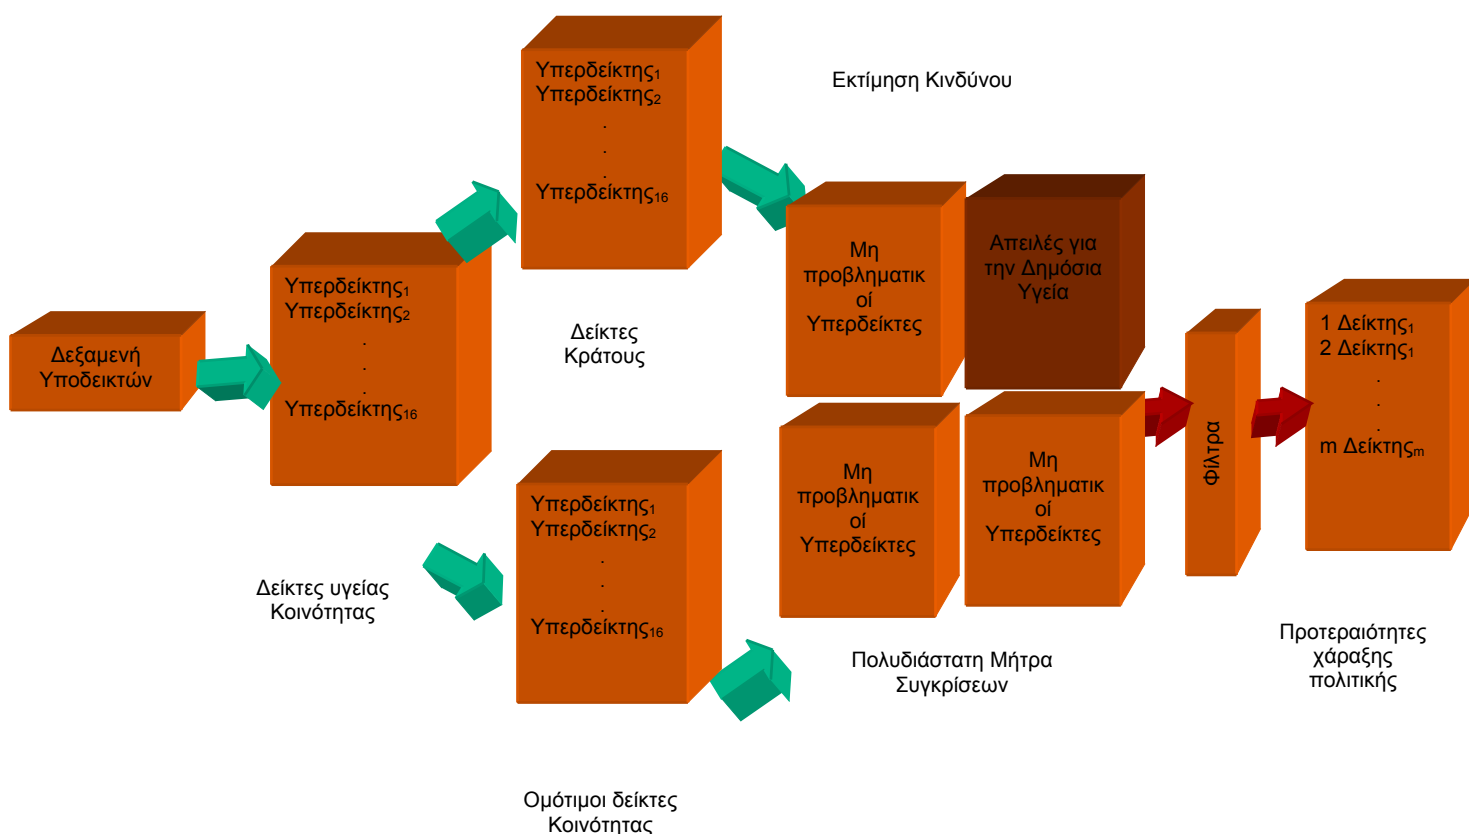 Δεξαμενή
Υποδεικτών
Υπερδείκτης₁
Υπερδείκτης₂
.
.
.
Υπερδείκτης₁₆
Δείκτες υγείας
Κοινότητας
Υπερδείκτης₁
Υπερδείκτης₂
.
.
.
Υπερδείκτης₁₆
Δείκτες
Κράτους
Υπερδείκτης₁
Υπερδείκτης₂
.
.
.
Υπερδείκτης₁₆
Ομότιμοι δείκτες
Κοινότητας
Εκτίμηση Κινδύνου
Μη
προβληματικ
οί
Υπερδείκτες
Απειλές για
την Δημόσια
Υγεία
Μη
προβληματικ
οί
Υπερδείκτες
Μη
προβληματικ
οί
Υπερδείκτες
Πολυδιάστατη Μήτρα
Συγκρίσεων
Φίλτρα
1 Δείκτης₁
2 Δείκτης₁
.
.
.
m Δείκτηςₘ
Προτεραιότητες
χάραξης
πολιτικής